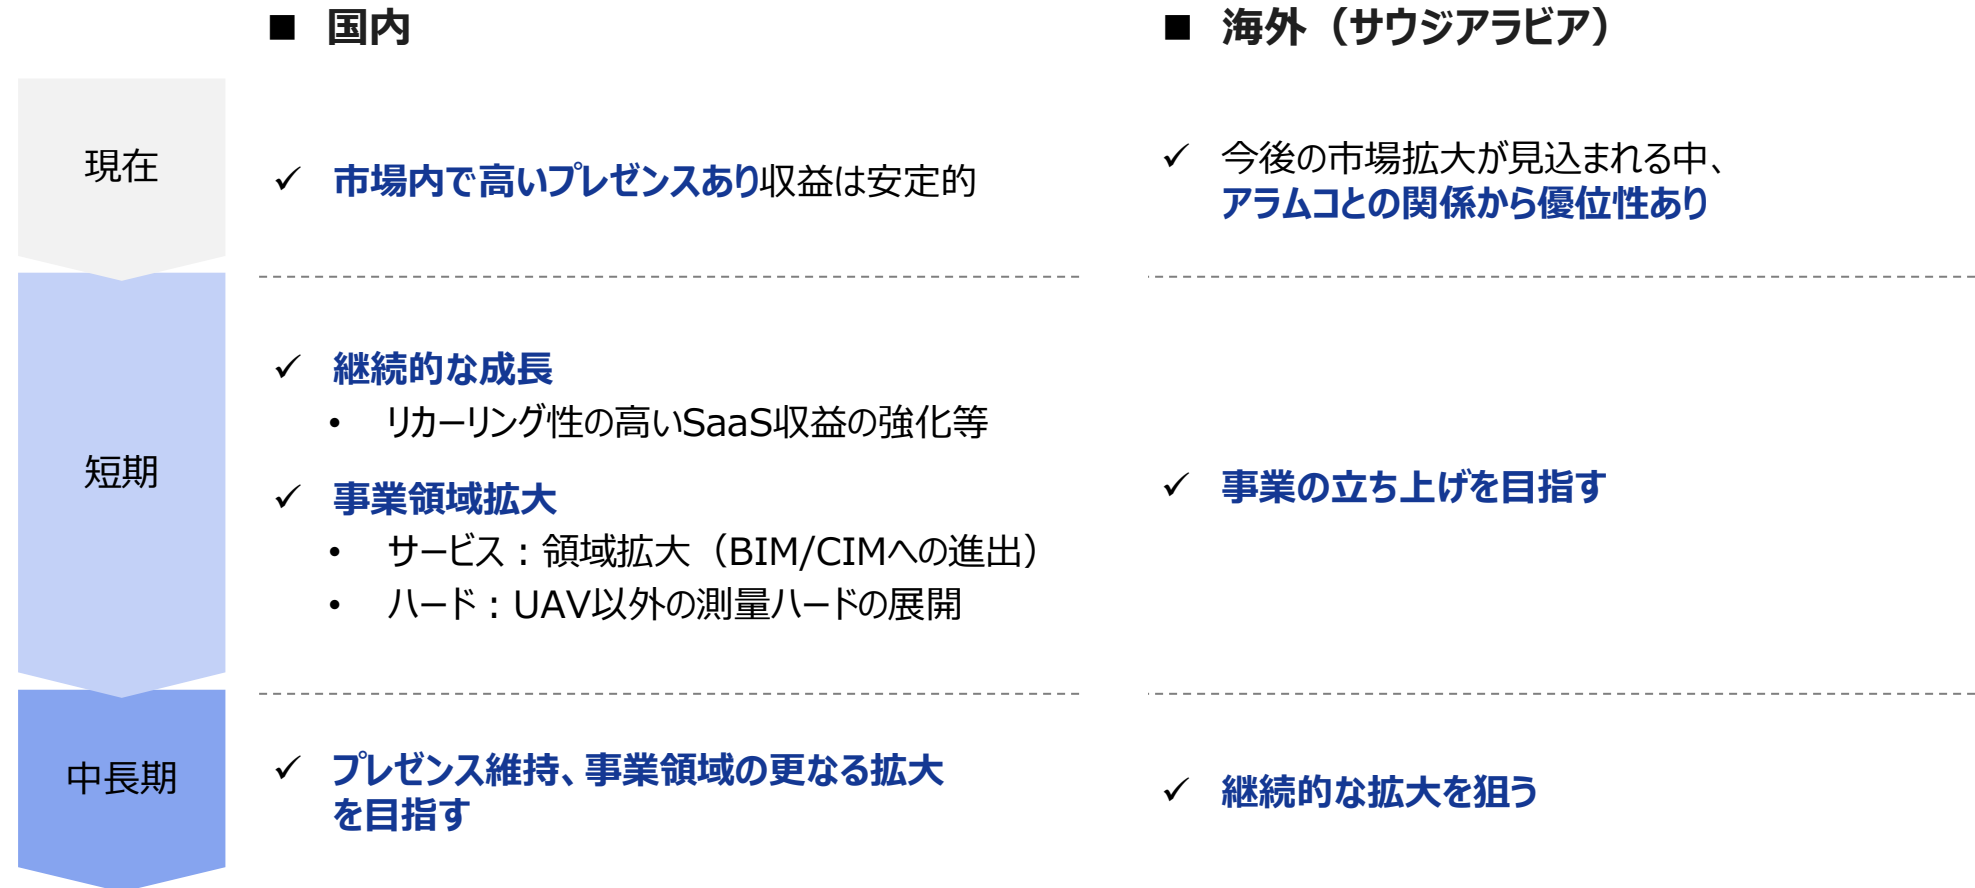 ■ 国内
■ 海外（サウジアラビア）
現在
✓ 市場内で高いプレゼンスあり収益は安定的
✓ 今後の市場拡大が見込まれる中、
アラムコとの関係から優位性あり
短期
✓ 継続的な成長
• リカーリング性の高いSaaS収益の強化等
✓ 事業領域拡大
• サービス：領域拡大（BIM/CIMへの進出）
• ハード：UAV以外の測量ハードの展開
✓ 事業の立ち上げを目指す
中長期
✓ プレゼンス維持、事業領域の更なる拡大
を目指す
✓ 継続的な拡大を狙う